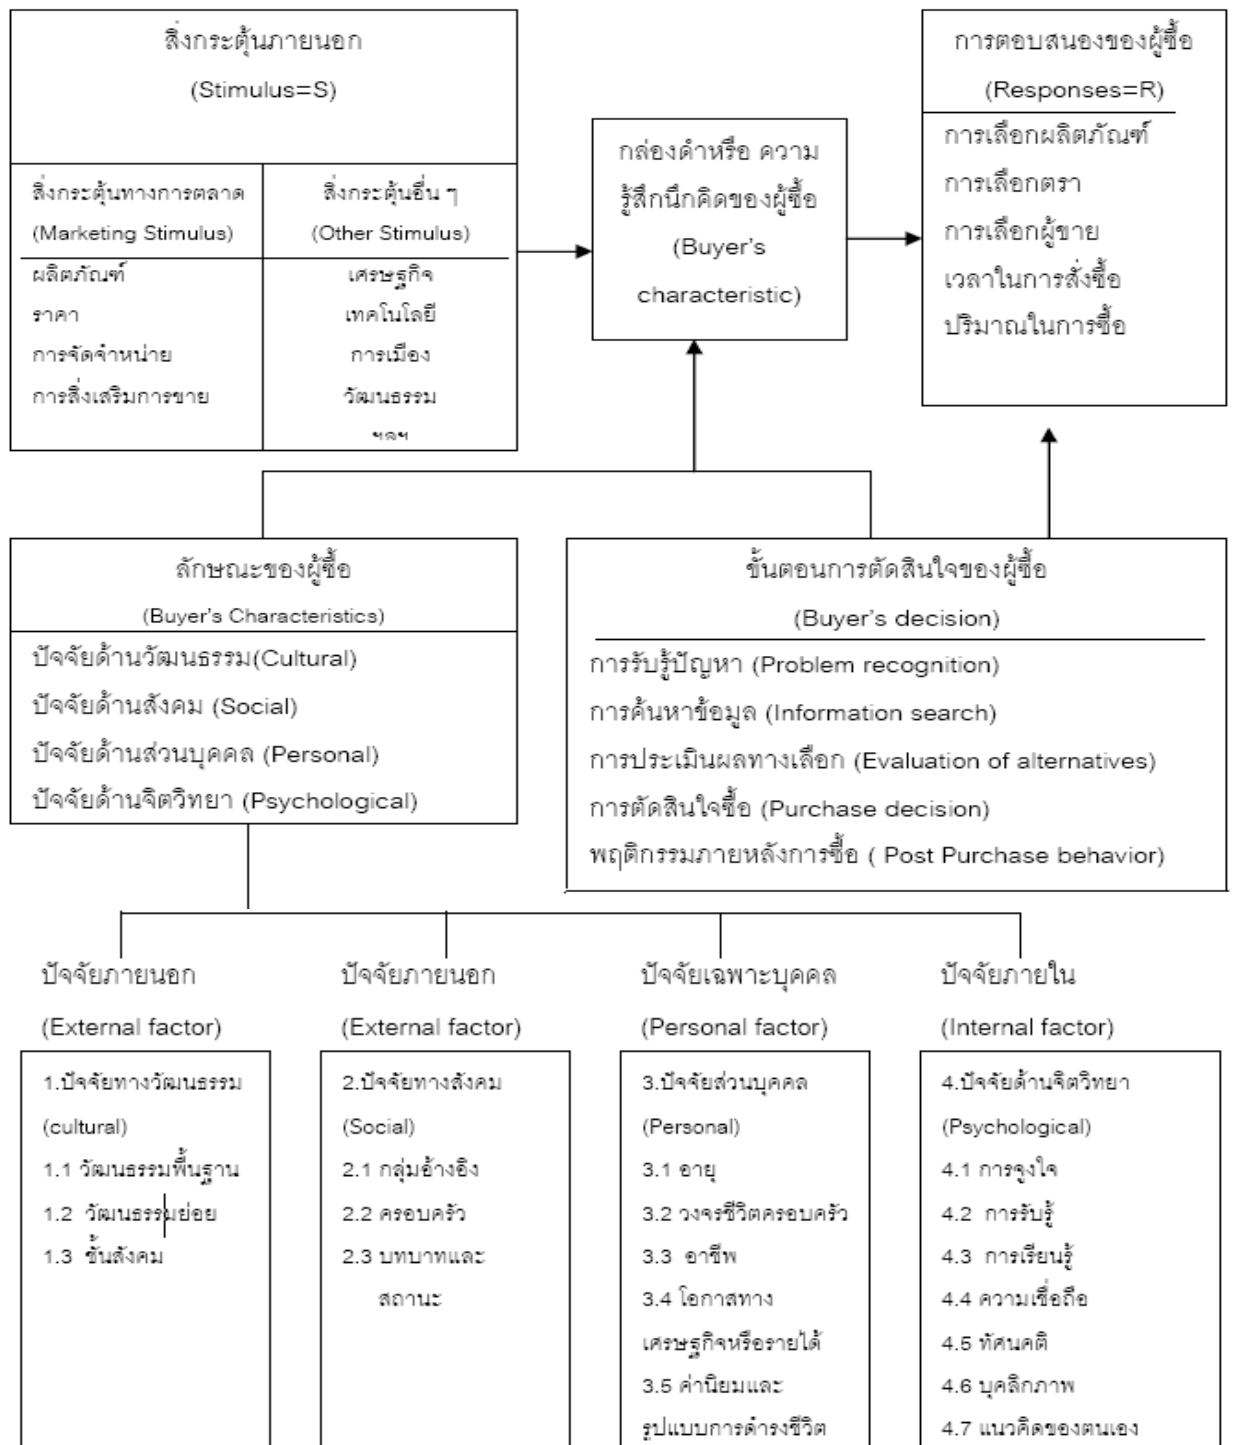 สิ่งกระตุ้นภายนอก
(Stimulus=S)
สิ่งกระตุ้นทางการตลาด
(Marketing Stimulus)
ผลิตภัณฑ์
ราคา
การจัดจำหน่าย
การสิ่งเสริมการขาย
สิ่งกระตุ้นอื่น ๆ
(Other Stimulus)
เศรษฐกิจ
เทคโนโลยี
การเมือง
วัฒนธรรม
ฯลฯ
กล่องดำหรือ ความ
รู้สึกนึกคิดของผู้ซื้อ
(Buyer's
characteristic)
การตอบสนองของผู้ซื้อ
(Responses=R)
การเลือกผลิตภัณฑ์
การเลือกตรา
การเลือกผู้ขาย
เวลาในการสั่งซื้อ
ปริมาณในการซื้อ
ลักษณะของผู้ซื้อ
(Buyer's Characteristics)
ปัจจัยด้านวัฒนธรรม(Cultural)
ปัจจัยด้านสังคม (Social)
ปัจจัยด้านส่วนบุคคล (Personal)
ปัจจัยด้านจิตวิทยา (Psychological)
ขั้นตอนการตัดสินใจของผู้ซื้อ
(Buyer's decision)
การรับรู้ปัญหา (Problem recognition)
การค้นหาข้อมูล (Information search)
การประเมินผลทางเลือก (Evaluation of alternatives)
การตัดสินใจซื้อ (Purchase decision)
พฤติกรรมภายหลังการซื้อ ( Post Purchase behavior)
ปัจจัยภายนอก
(External factor)
1.ปัจจัยทางวัฒนธรรม
(cultural)
1.1 วัฒนธรรมพื้นฐาน
1.2 วัฒนธรรมย่อย
1.3 ชั้นสังคม
ปัจจัยภายนอก
(External factor)
2.ปัจจัยทางสังคม
(Social)
2.1 กลุ่มอ้างอิง
2.2 ครอบครัว
2.3 บทบาทและ
สถานะ
ปัจจัยเฉพาะบุคคล
(Personal factor)
3.ปัจจัยส่วนบุคคล
(Personal)
3.1 อายุ
3.2 วงจรชีวิตครอบครัว
3.3 อาชีพ
3.4 โอกาสทาง
เศรษฐกิจหรือรายได้
3.5 ค่านิยมและ
รูปแบบการดำรงชีวิต
ปัจจัยภายใน
(Internal factor)
4.ปัจจัยด้านจิตวิทยา
(Psychological)
4.1 การจูงใจ
4.2 การรับรู้
4.3 การเรียนรู้
4.4 ความเชื่อถือ
4.5 ทัศนคติ
4.6 บุคลิกภาพ
4.7 แนวคิดของตนเอง